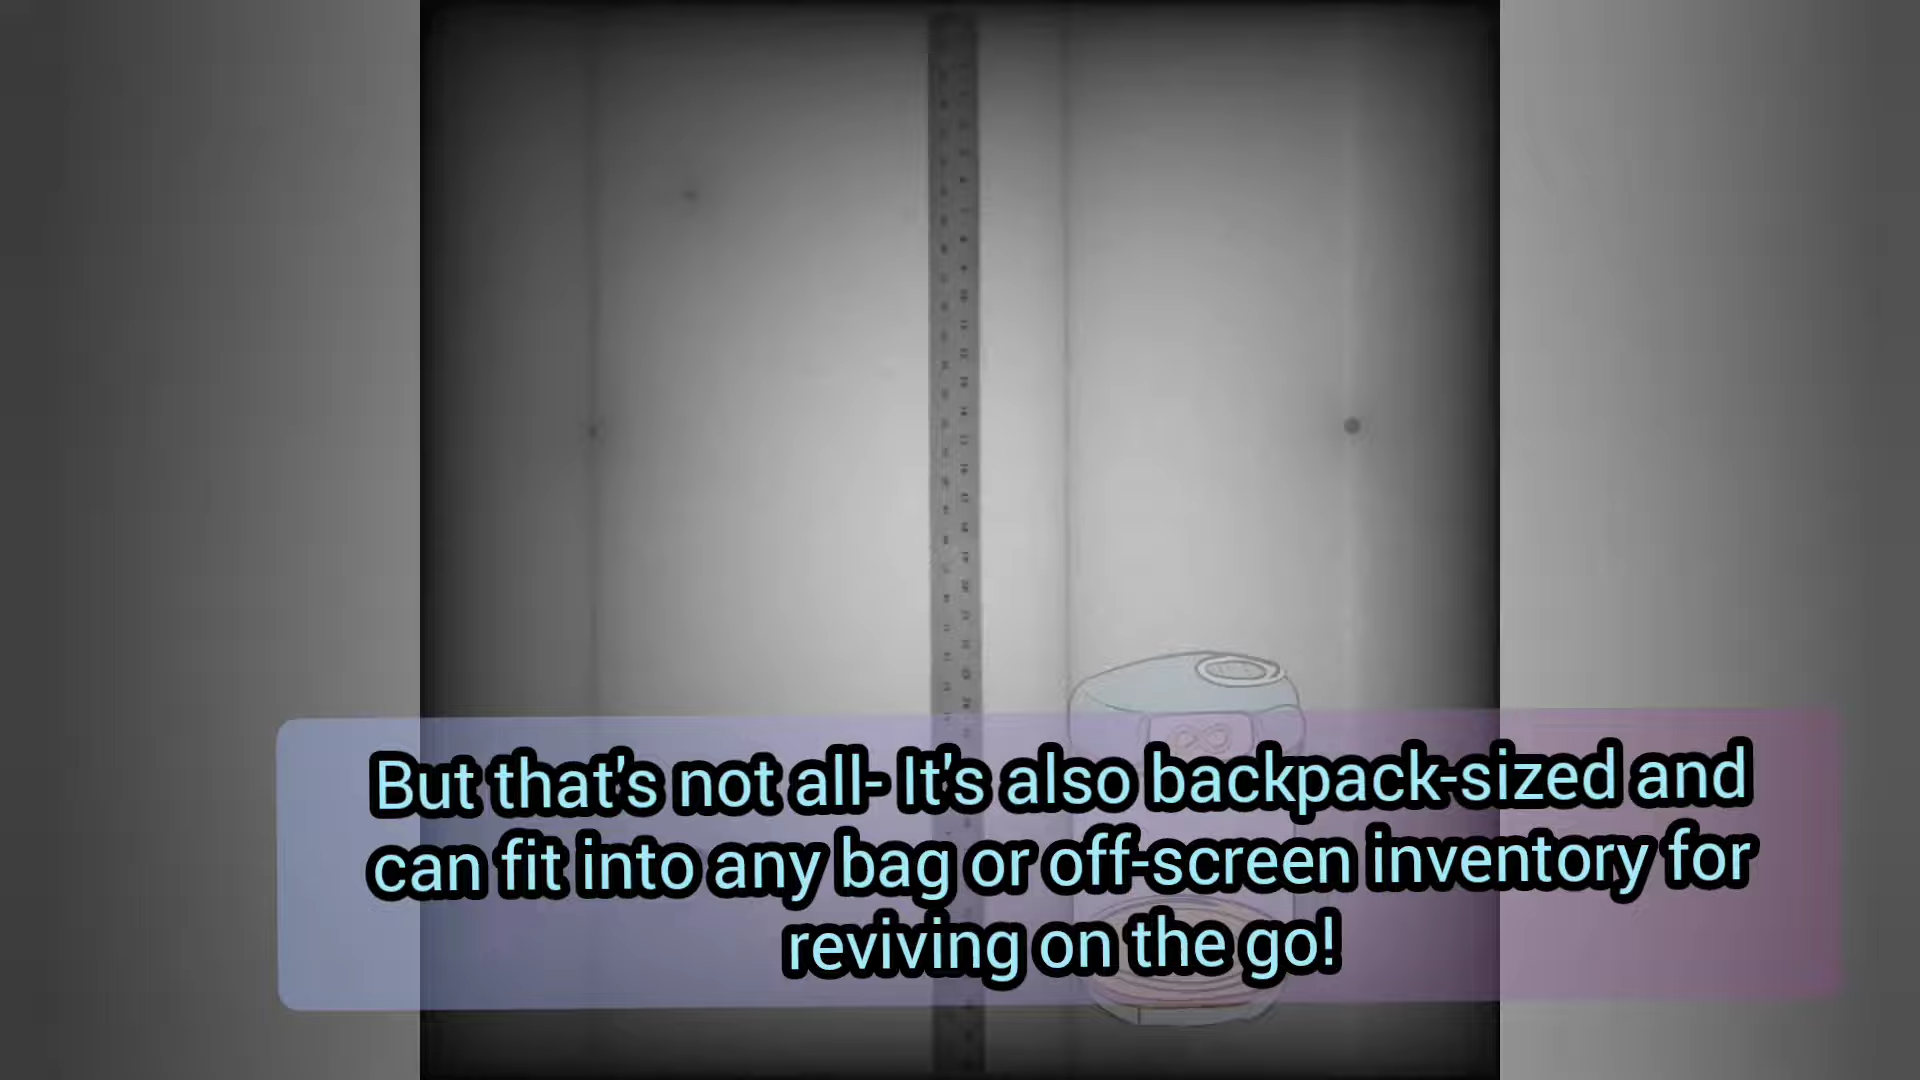 But that's not all- It's also backpack-sized and
can fit into any bag or off-screen inventory for
reviving on the go!